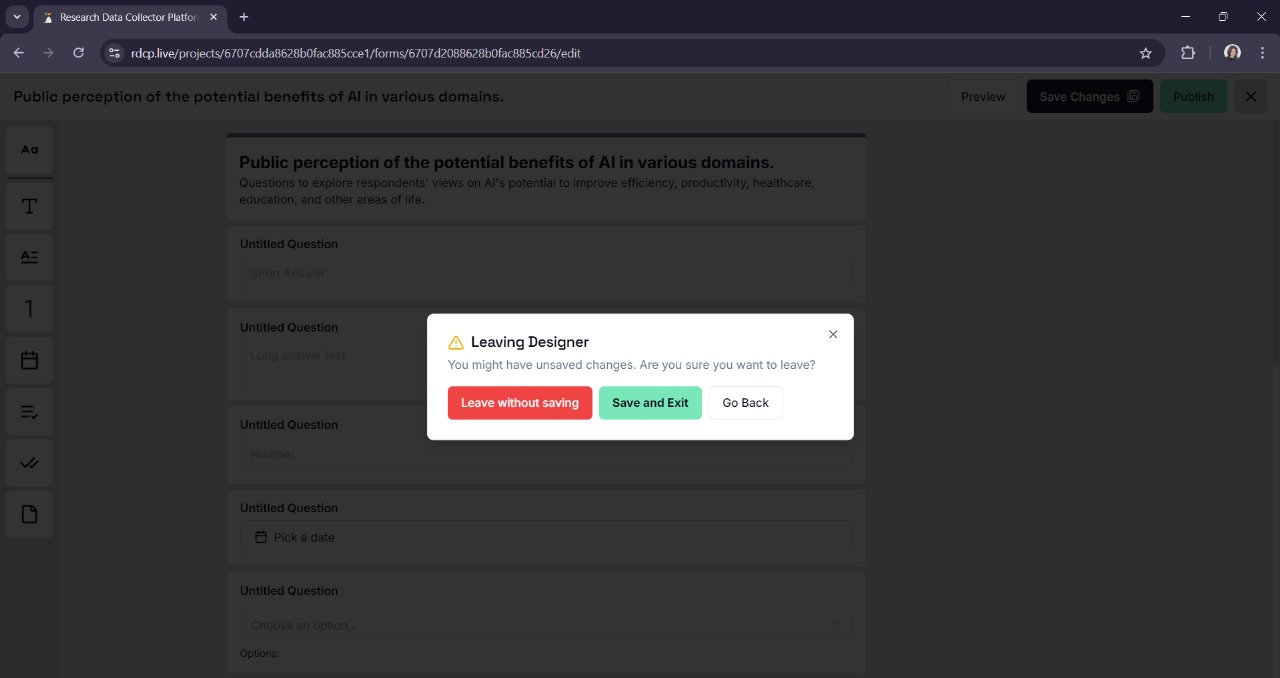 Research Data Collector Platfor
rdcp.live/projects/6707cdda8628b0fac885cce1/forms/6707d2088628b0fac885cd26/edit
Public perception of the potential benefits of AI in various domains.
Preview
Save Changes
Publish
Aa
Public perception of the potential benefits of AI in various domains.
Questions to explore respondents' views on AI's potential to improve efficiency, productivity, healthcare,
education, and other areas of life.
T
Untitled Question
A
Short Answer
1
Untitled Question
Long answer text
Leaving Designer
You might have unsaved changes. Are you sure you want to leave?
Leave without saving
Save and Exit
Go Back
Untitled Question
Number
Untitled Question
Pick a date
Untitled Question
Choose an option...
Options: